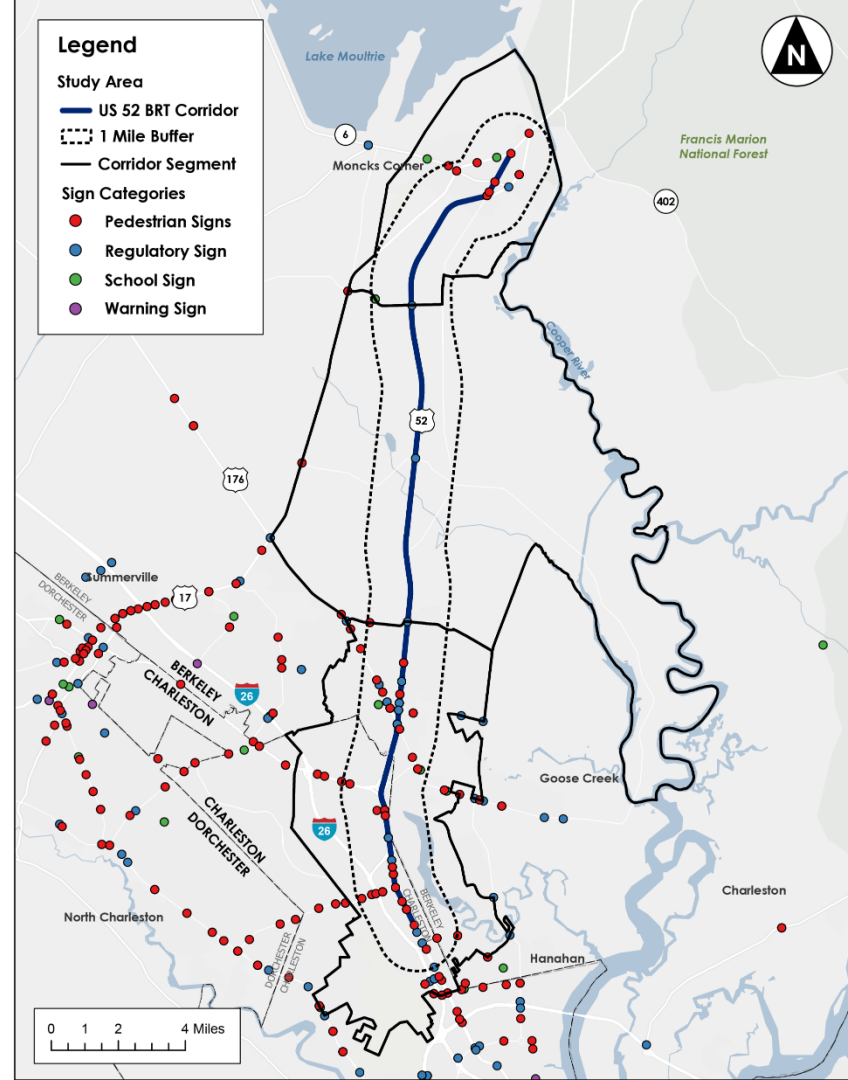 Legend
Study Area
US 52 BRT Corridor
1 Mile Buffer
Corridor Segment
Sign Categories
Pedestrian Signs
Regulatory Sign
School Sign
Warning Sign
N
Lake Moultrie
6
Moncks Corner
Francis Marion
National Forest
402
Cooper River
52
176
Summerville
17
BERKELEY
DORCHESTER
BERKELEY
CHARLESTON
26
Goose Creek
26
CHARLESTON
DORCHESTER
BERKELEY
CHARLESTON
North Charleston
Charleston
DORCHESTER
CHARLESTON
Hanahan
0 1 2 4 Miles